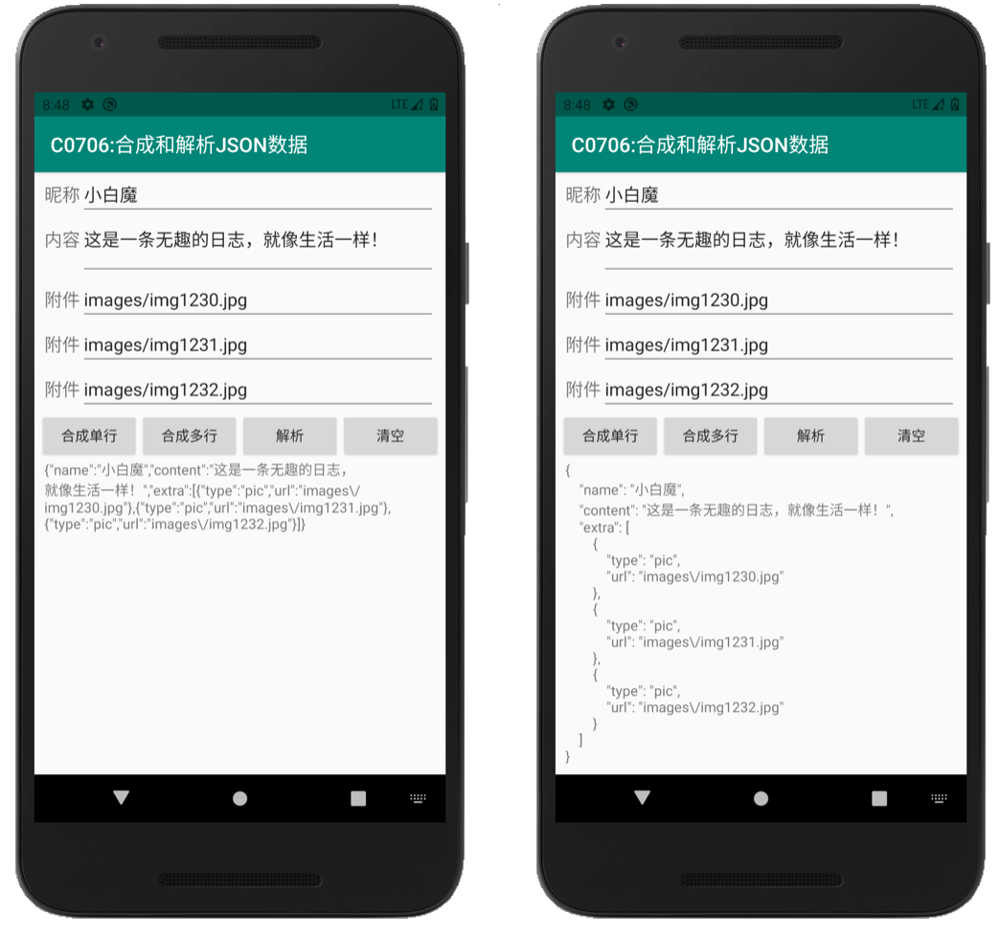 8:48 LTE
C0706:合成和解析JSON数据
昵称 小白魔
内容 这是一条无趣的日志，就像生活一样！
附件 images/img1230.jpg
附件 images/img1231.jpg
附件 images/img1232.jpg
合成单行 合成多行 解析 清空
{"name":"小白魔","content":"这是一条无趣的日志，
就像生活一样！","extra":[{"type":"pic","url":"images\/
img1230.jpg"},{"type":"pic","url":"images\/img1231.jpg"},
{"type":"pic","url":"images\/img1232.jpg"}]}
8:48 LTE
C0706:合成和解析JSON数据
昵称 小白魔
内容 这是一条无趣的日志，就像生活一样！
附件 images/img1230.jpg
附件 images/img1231.jpg
附件 images/img1232.jpg
合成单行 合成多行 解析 清空
{
"name": "小白魔",
"content": "这是一条无趣的日志，就像生活一样！",
"extra": [
{
"type": "pic",
"url": "images\/img1230.jpg"
},
{
"type": "pic",
"url": "images\/img1231.jpg"
},
{
"type": "pic",
"url": "images\/img1232.jpg"
}
]
}